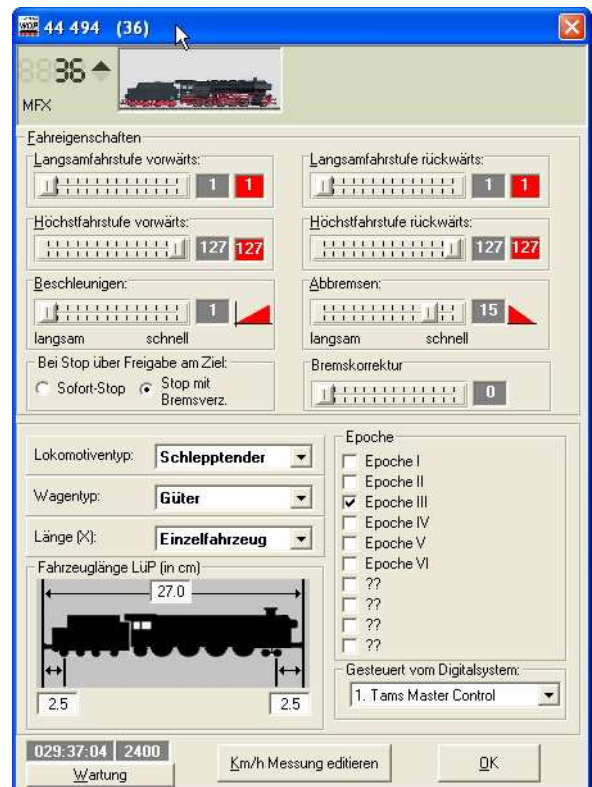 WDP 44 494 (36)
36
MFX
Fahreigenschaften
Langsamfahrstufe vorwärts:
1 1
Langsamfahrstufe rückwärts:
1 1
Höchstfahrstufe vorwärts:
127 127
Höchstfahrstufe rückwärts:
127 127
Beschleunigen:
1
langsam schnell
Abbremsen:
15
langsam schnell
Bei Stop über Freigabe am Ziel:
Sofort-Stop
Stop mit
Bremsverz.
Bremskorrektur
0
Lokomotiventyp: Schlepptender
Wagentyp: Güter
Länge (X): Einzelfahrzeug
Fahrzeuglänge LüP (in cm)
27.0
2.5 2.5
Epoche
Epoche I
Epoche II
Epoche III
Epoche IV
Epoche V
Epoche VI
??
??
??
??
Gesteuert vom Digitalsystem:
1. Tams Master Control
029:37:04 2400
Wartung
Km/h Messung editieren
OK